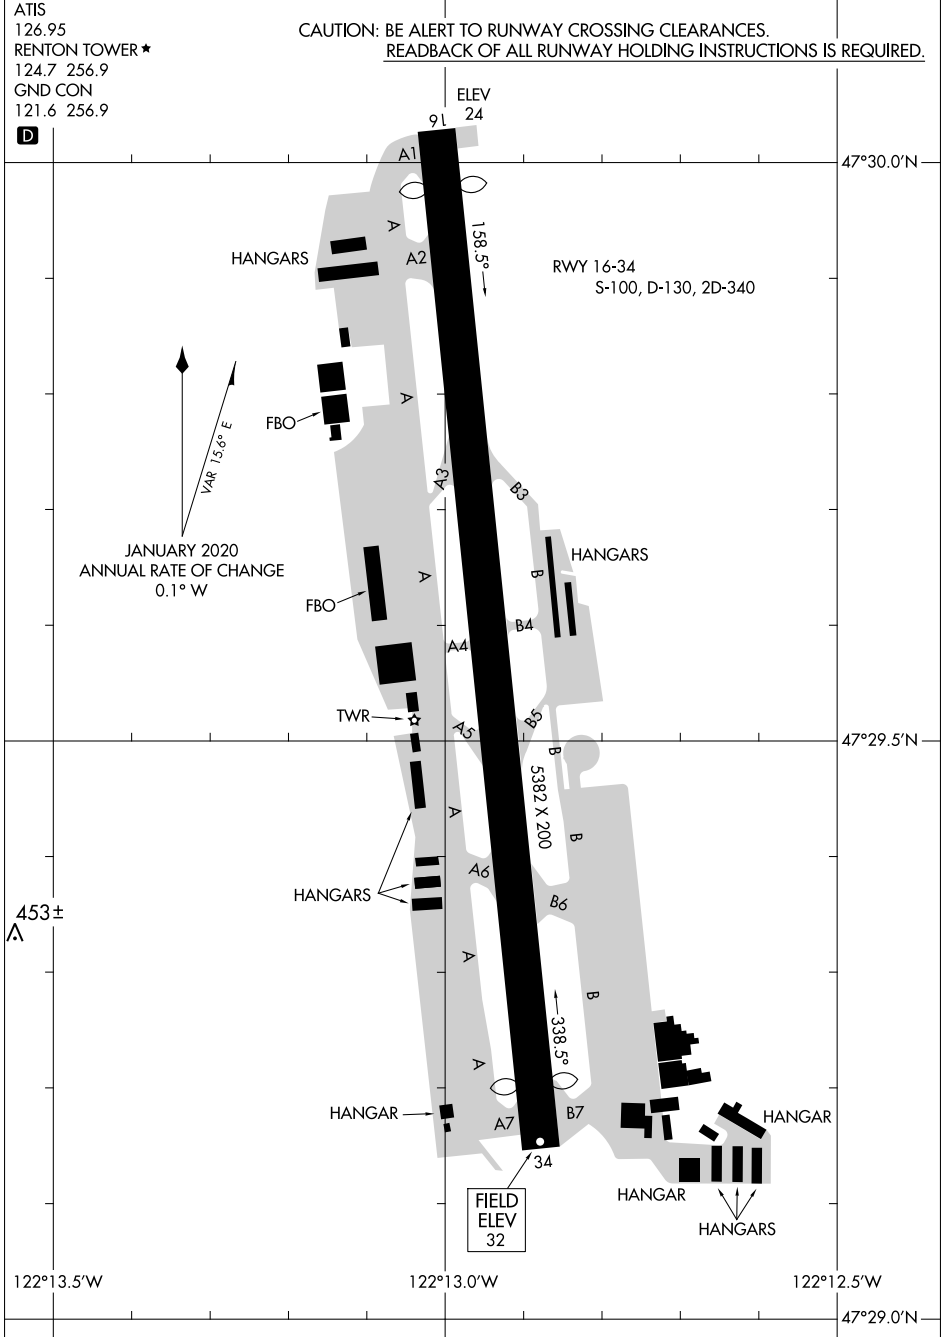 ATIS
126.95
RENTON TOWER★
124.7 256.9
GND CON
121.6 256.9
D
CAUTION: BE ALERT TO RUNWAY CROSSING CLEARANCES.
READBACK OF ALL RUNWAY HOLDING INSTRUCTIONS IS REQUIRED.
ELEV
24
16
A1
47°30.0'N
A
158.5°
HANGARS
A2
RWY 16-34
S-100, D-130, 2D-340
A
FBO
VAR 15.6° E
A3
B3
JANUARY 2020
ANNUAL RATE OF CHANGE
0.1° W
HANGARS
A
B
FBO
B4
A4
TWR
A5
B5
47°29.5'N
B
5382 X 200
A
B
A6
HANGARS
B6
453±
A
B
338.5°
A
HANGAR
A7
B7
HANGAR
34
FIELD
ELEV
32
HANGAR
HANGARS
122°13.5'W
122°13.0'W
122°12.5'W
47°29.0'N